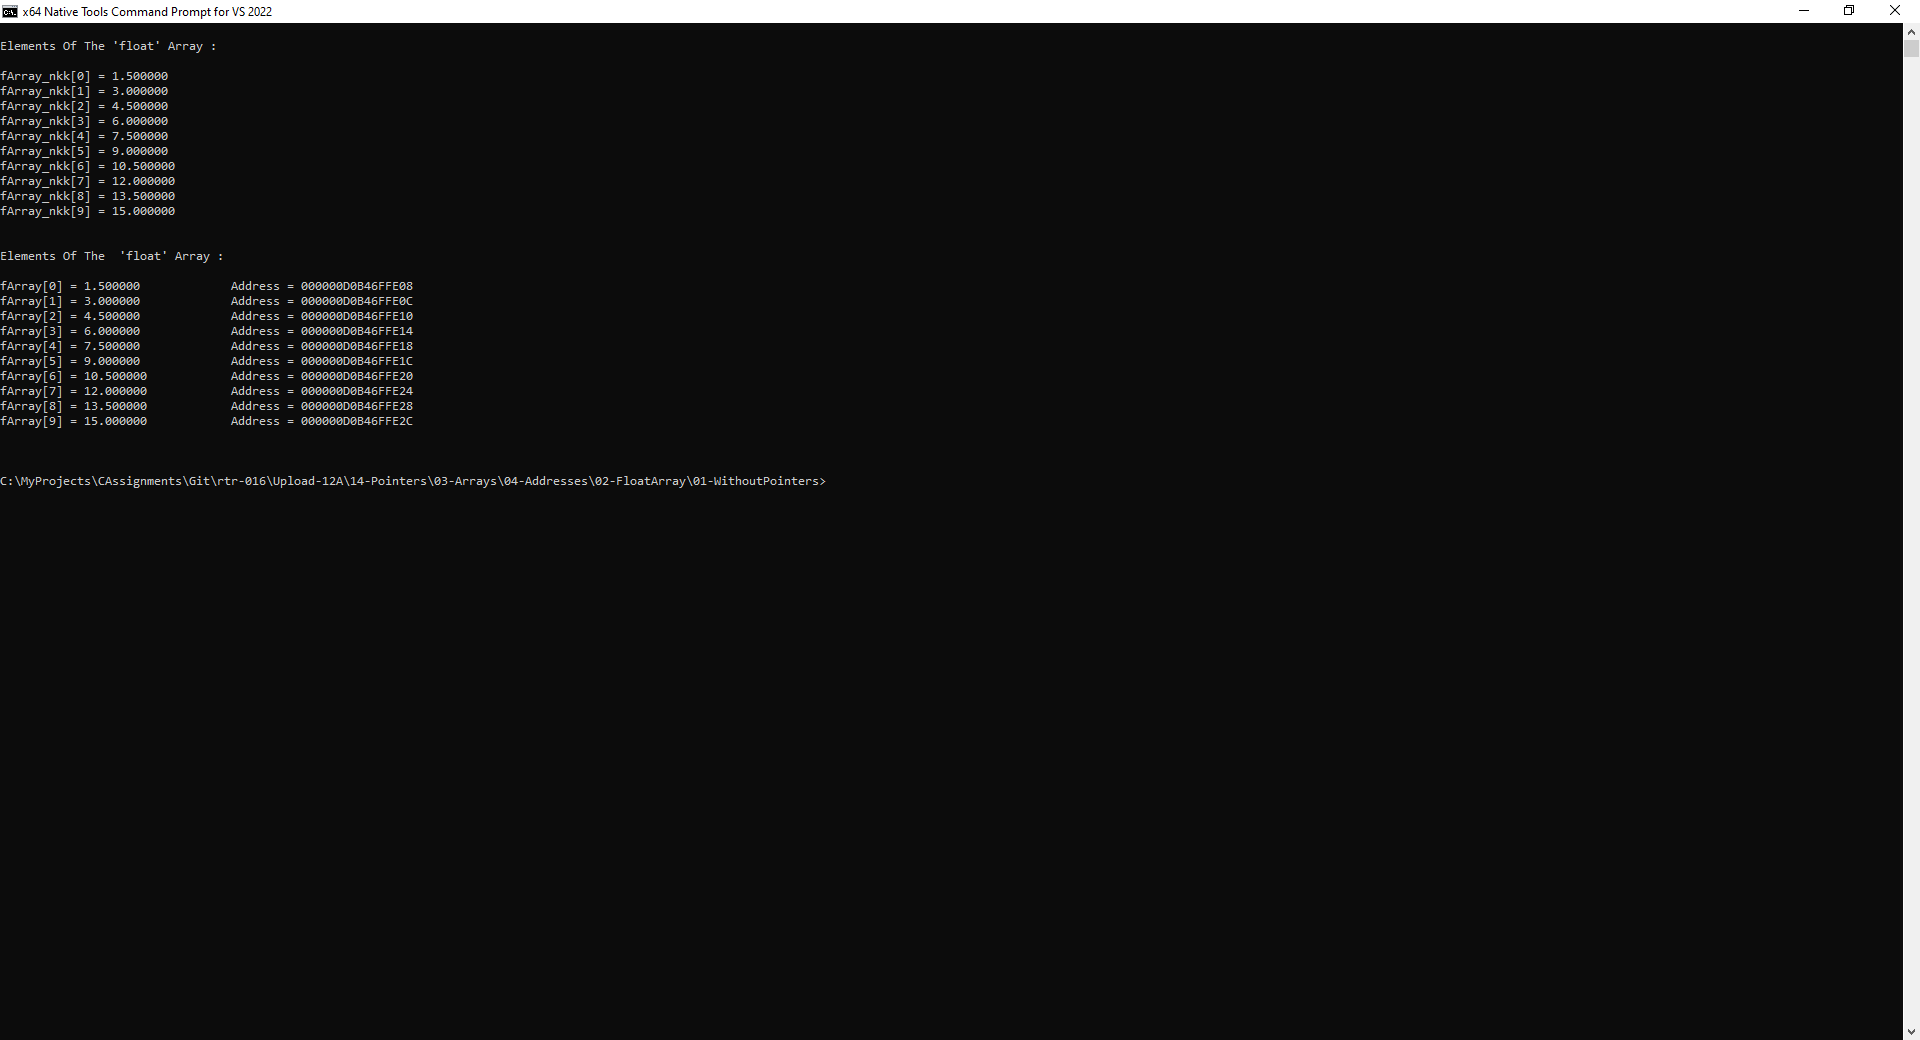 x64 Native Tools Command Prompt for VS 2022
Elements Of The 'float' Array :
fArray_nkk[0] = 1.500000
fArray_nkk[1] = 3.000000
fArray_nkk[2] = 4.500000
fArray_nkk[3] = 6.000000
fArray_nkk[4] = 7.500000
fArray_nkk[5] = 9.000000
fArray_nkk[6] = 10.500000
fArray_nkk[7] = 12.000000
fArray_nkk[8] = 13.500000
fArray_nkk[9] = 15.000000
Elements Of The  'float' Array :
fArray[0] = 1.500000             Address = 000000D0B46FFE08
fArray[1] = 3.000000             Address = 000000D0B46FFE0C
fArray[2] = 4.500000             Address = 000000D0B46FFE10
fArray[3] = 6.000000             Address = 000000D0B46FFE14
fArray[4] = 7.500000             Address = 000000D0B46FFE18
fArray[5] = 9.000000             Address = 000000D0B46FFE1C
fArray[6] = 10.500000            Address = 000000D0B46FFE20
fArray[7] = 12.000000            Address = 000000D0B46FFE24
fArray[8] = 13.500000            Address = 000000D0B46FFE28
fArray[9] = 15.000000            Address = 000000D0B46FFE2C
C:\MyProjects\CAssignments\Git\rtr-016\Upload-12A\14-Pointers\03-Arrays\04-Addresses\02-FloatArray\01-WithoutPointers>